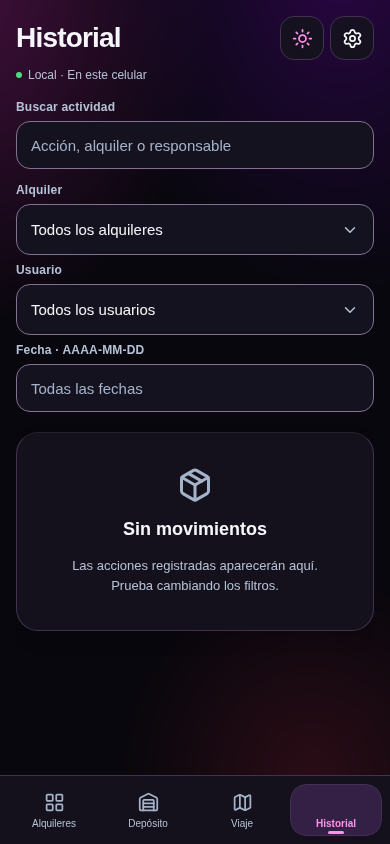 Historial
Local · En este celular
Buscar actividad
Acción, alquiler o responsable
Alquiler
Todos los alquileres
Usuario
Todos los usuarios
Fecha · AAAA-MM-DD
Todas las fechas
Sin movimientos
Las acciones registradas aparecerán aquí.
Prueba cambiando los filtros.
Alquileres
Depósito
Viaje
Historial